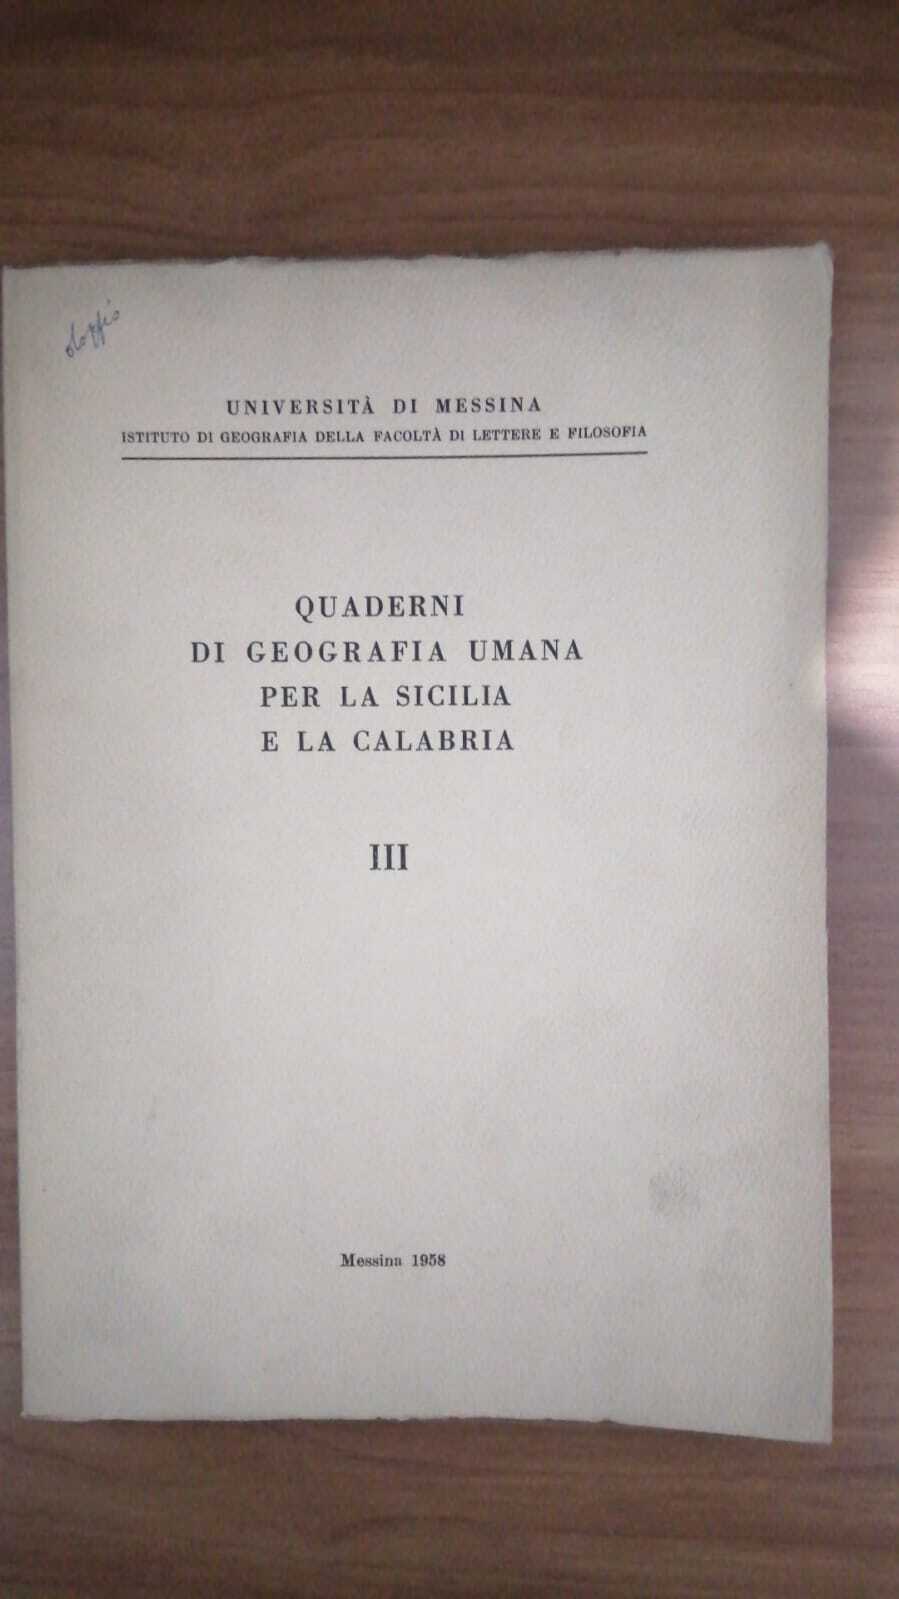 doppio
UNIVERSITÀ DI MESSINA
ISTITUTO DI GEOGRAFIA DELLA FACOLTÀ DI LETTERE E FILOSOFIA
QUADERNI
DI GEOGRAFIA UMANA
PER LA SICILIA
E LA CALABRIA
III
Messina 1958